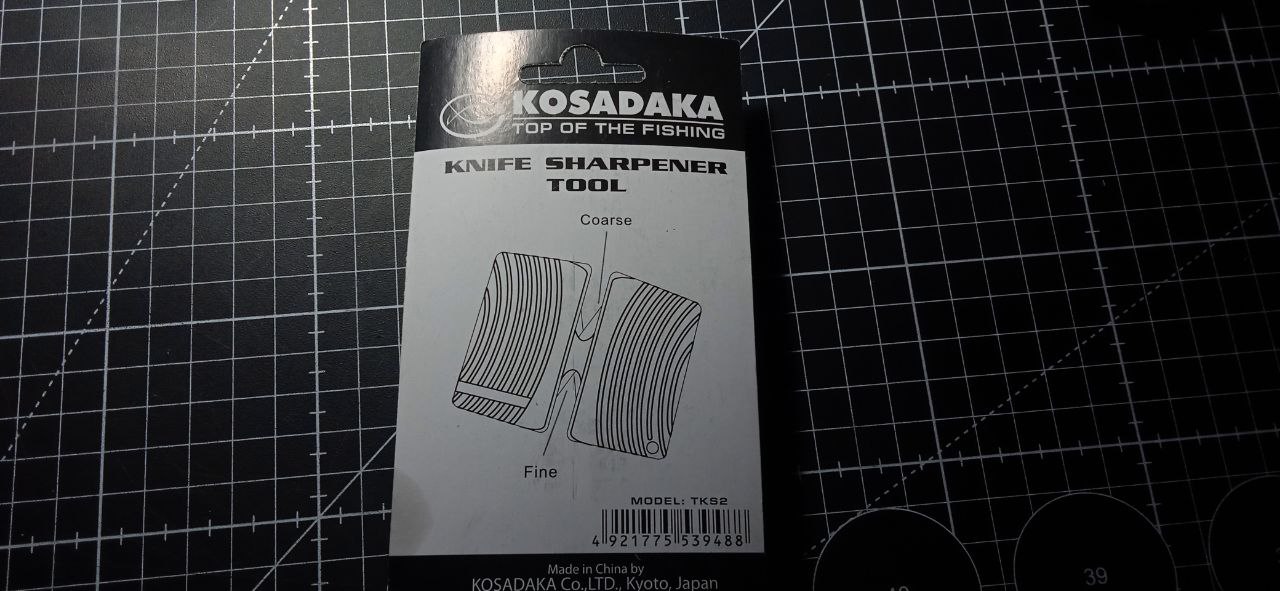 KOSADAKA
TOP OF THE FISHING
KNIFE SHARPENER
TOOL
Coarse
Fine
MODEL: TKS2
4 921775 539488
Made in China by
KOSADAKA Co.,LTD., Kyoto, Japan
39